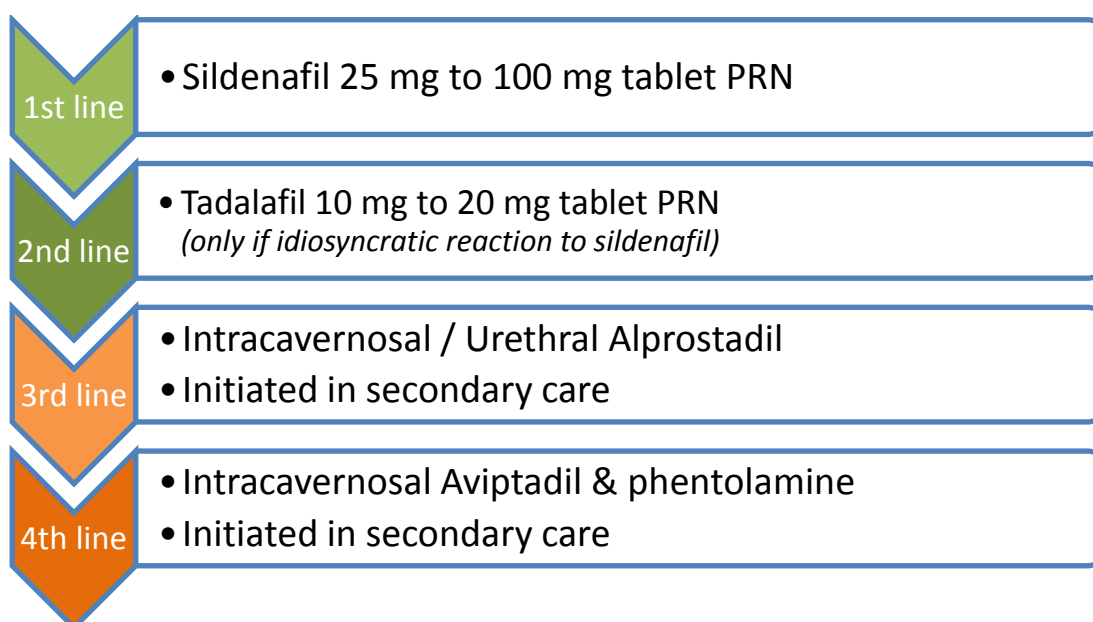 1st line
• Sildenafil 25 mg to 100 mg tablet PRN
2nd line
• Tadalafil 10 mg to 20 mg tablet PRN
(only if idiosyncratic reaction to sildenafil)
3rd line
• Intracavernosal / Urethral Alprostadil
• Initiated in secondary care
4th line
• Intracavernosal Aviptadil & phentolamine
• Initiated in secondary care